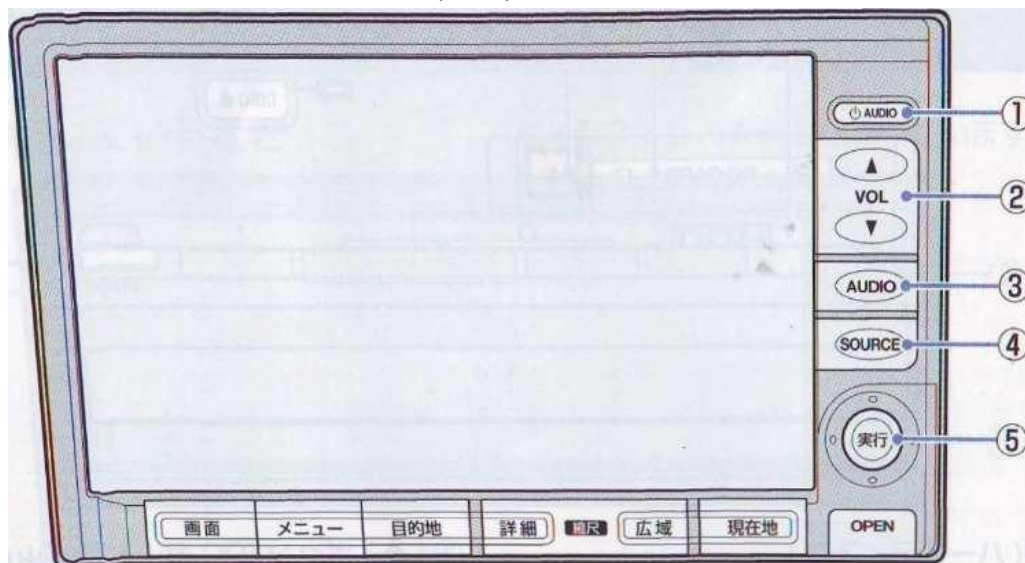 AUDIO ①
▲
VOL ②
▼
AUDIO ③
SOURCE ④
実行 ⑤
画面 メニュー 目的地 詳細 広域 現在地 OPEN